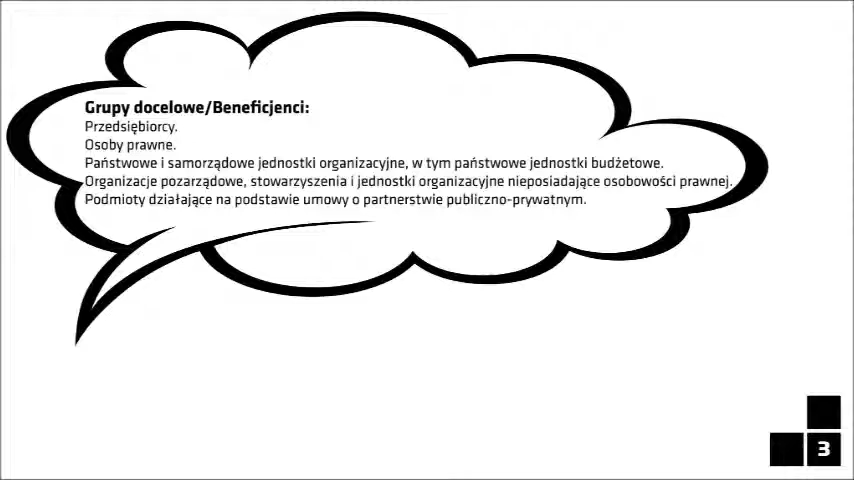 Grupy docelowe/Beneficjenci:
Przedsiębiorcy.
Osoby prawne.
Państwowe i samorządowe jednostki organizacyjne, w tym państwowe jednostki budżetowe.
Organizacje pozarządowe, stowarzyszenia i jednostki organizacyjne nieposiadające osobowości prawnej.
Podmioty działające na podstawie umowy o partnerstwie publiczno-prywatnym.
3